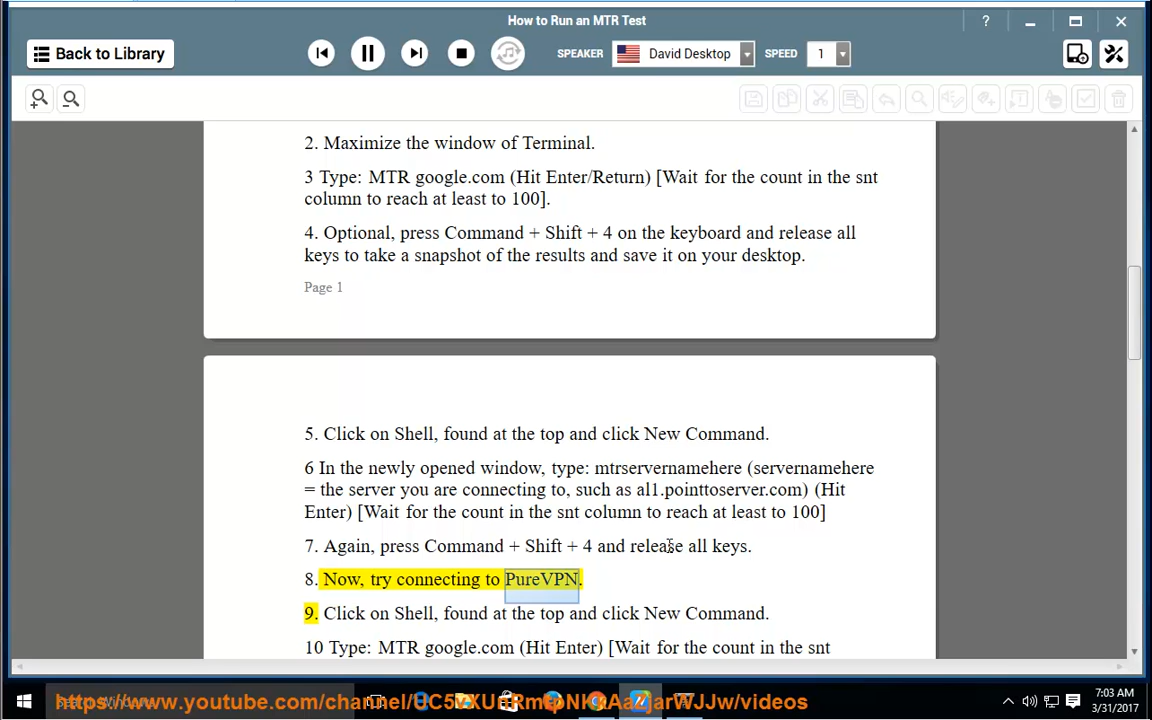 How to Run an MTR Test
?
Back to Library
SPEAKER
David Desktop
SPEED
1
2. Maximize the window of Terminal.
3 Type: MTR google.com (Hit Enter/Return) [Wait for the count in the snt
column to reach at least to 100].
4. Optional, press Command + Shift + 4 on the keyboard and release all
keys to take a snapshot of the results and save it on your desktop.
Page 1
5. Click on Shell, found at the top and click New Command.
6 In the newly opened window, type: mtrservernamehere (servernamehere
= the server you are connecting to, such as al1.pointtoserver.com) (Hit
Enter) [Wait for the count in the snt column to reach at least to 100]
7. Again, press Command + Shift + 4 and release all keys.
8. Now, try connecting to PureVPN.
9. Click on Shell, found at the top and click New Command.
10 Type: MTR google.com (Hit Enter) [Wait for the count in the snt
7:03 AM
3/31/2017